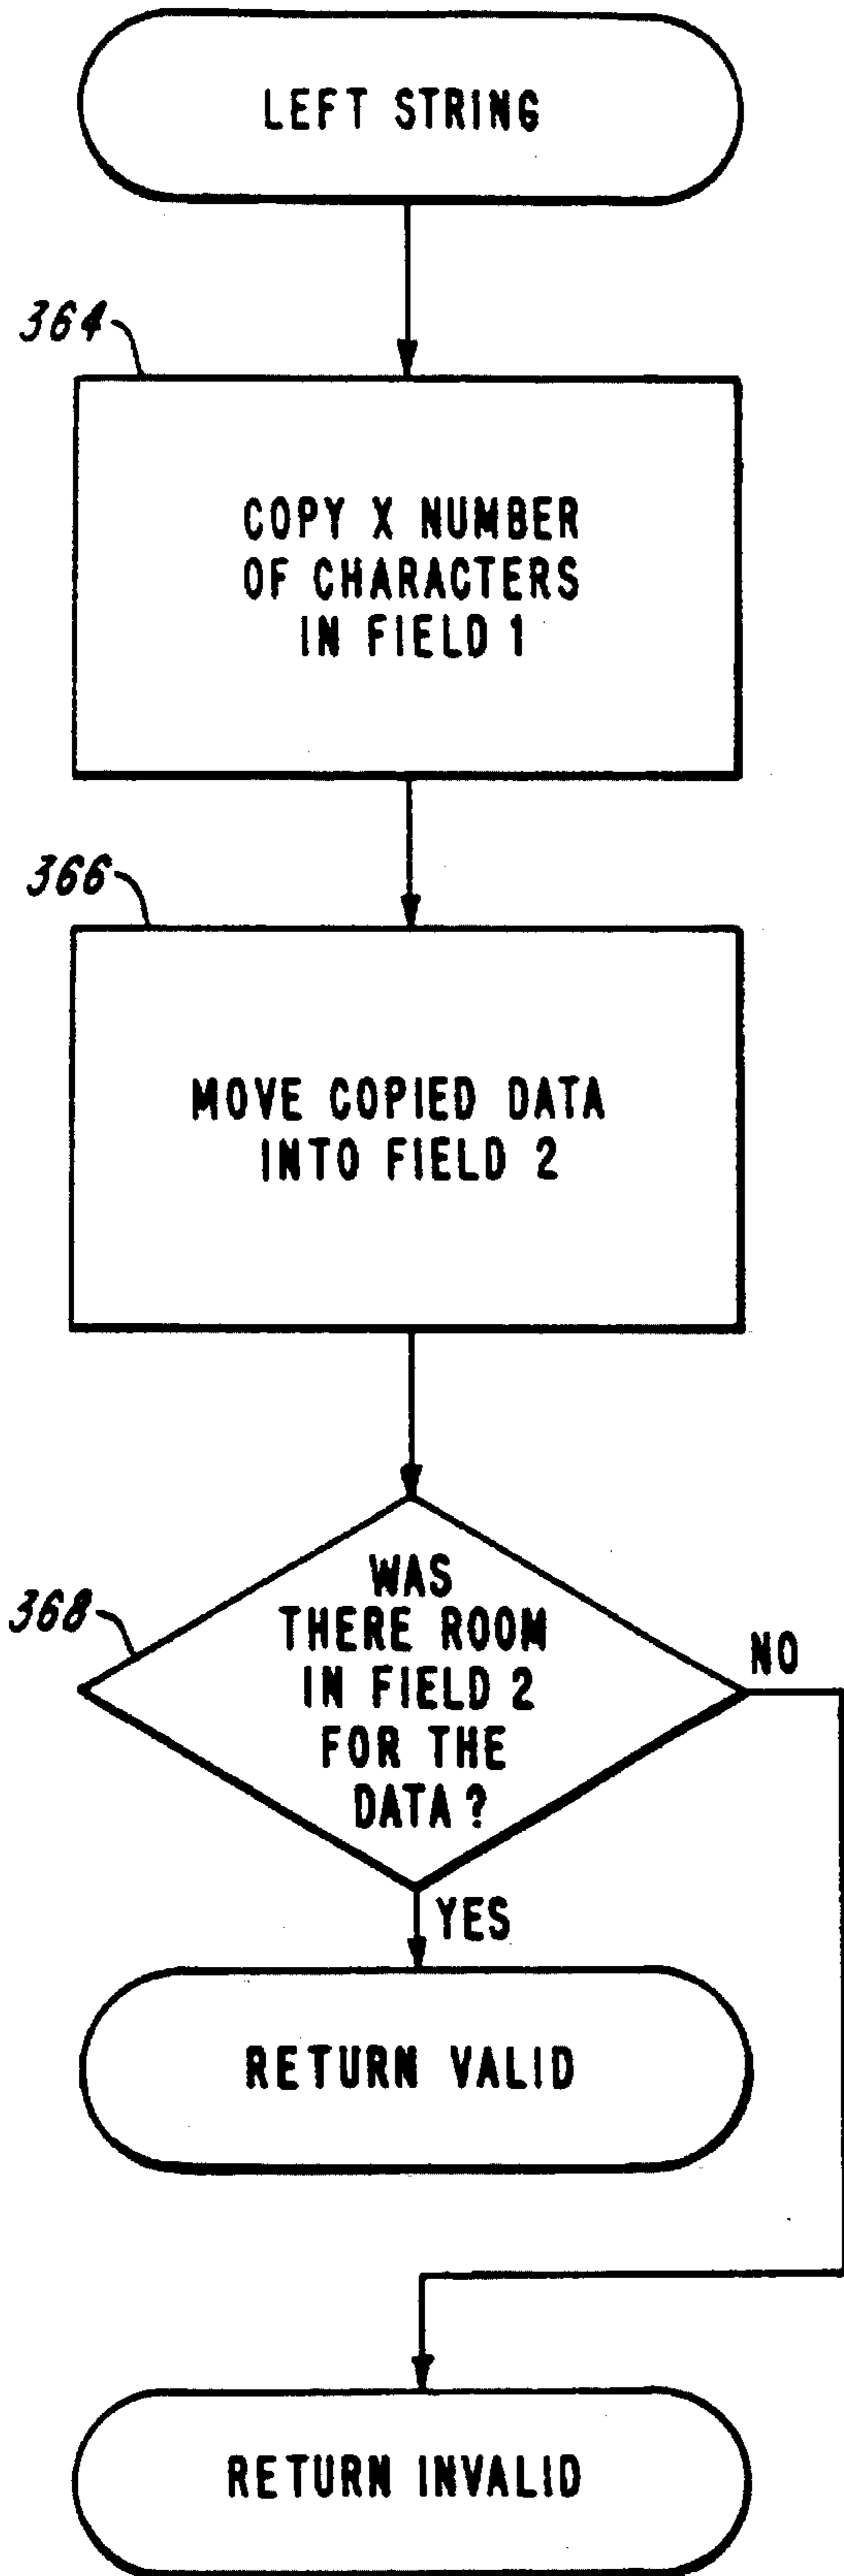 LEFT STRING
364
COPY X NUMBER
OF CHARACTERS
IN FIELD 1
366
MOVE COPIED DATA
INTO FIELD 2
368
WAS
THERE ROOM
IN FIELD 2
FOR THE
DATA?
NO
YES
RETURN VALID
RETURN INVALID